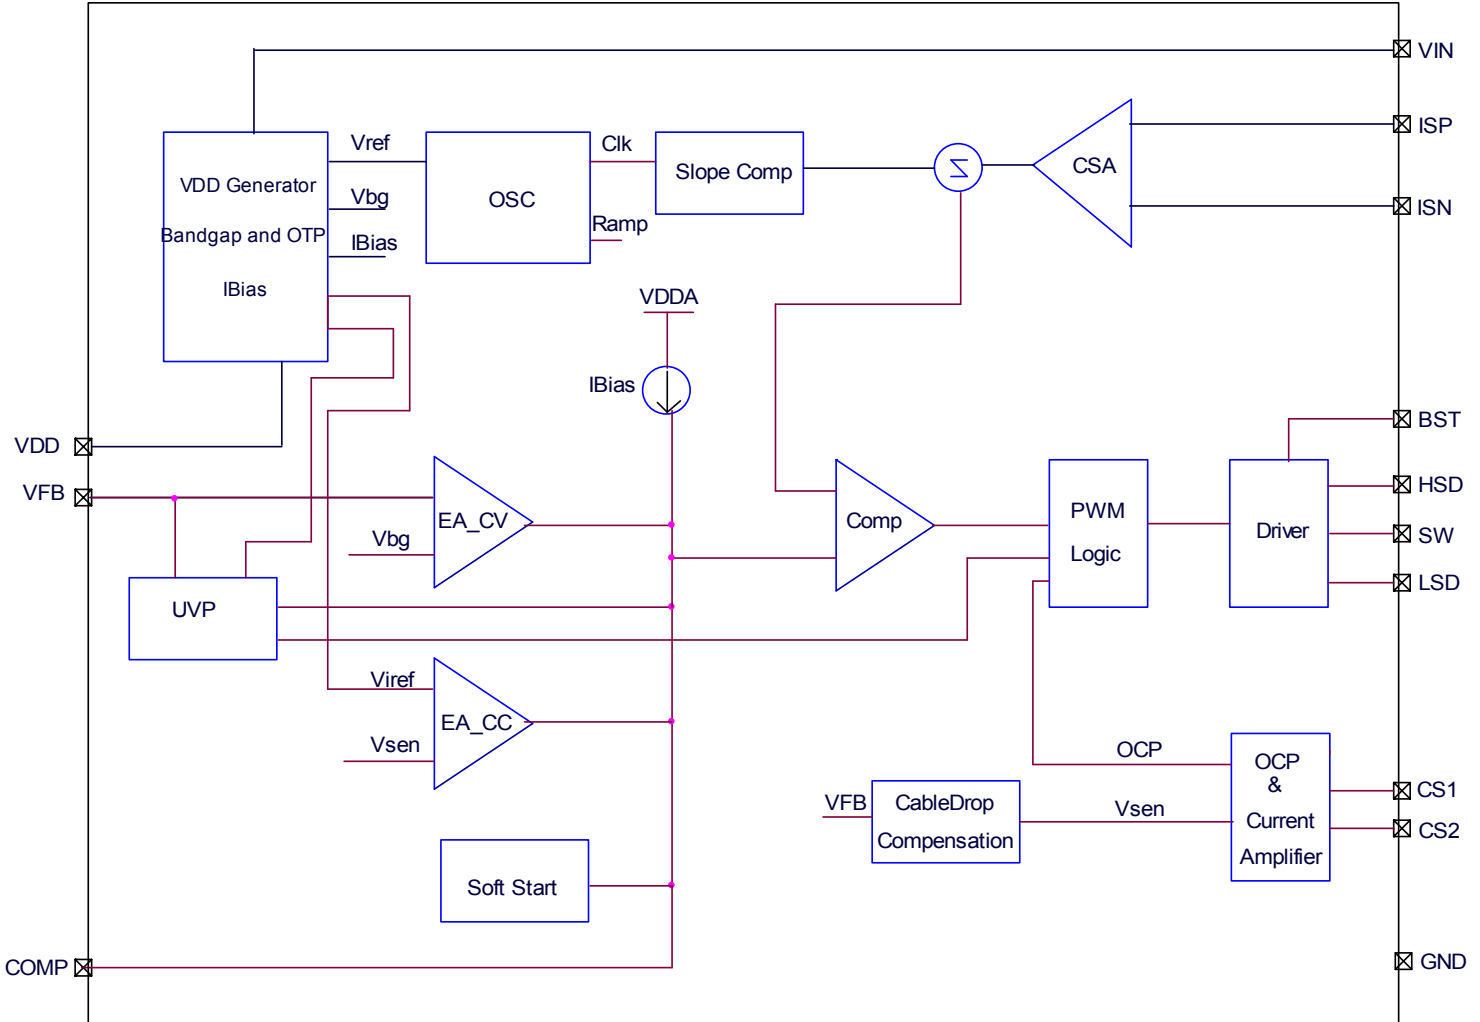 VIN
ISP
ISN
Vref
Clk
VDD Generator
Vbg
Bandgap and OTP
IBias
IBias
OSC
Ramp
Slope Comp
Σ
CSA
VDDA
IBias
VDD
VFB
BST
HSD
SW
LSD
EA_CV
Vbg
Comp
PWM
Logic
Driver
UVP
Viref
EA_CC
Vsen
OCP
OCP
&
Current
Amplifier
VFB
CableDrop
Compensation
Vsen
CS1
CS2
Soft Start
COMP
GND